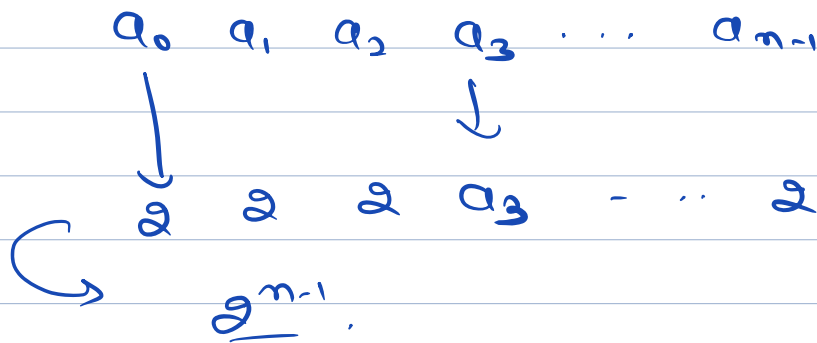 a₀ a₁ a₂ a₃ ... aₙ₋₁
2 2 2 a₃ - .. 2
2ⁿ⁻¹.